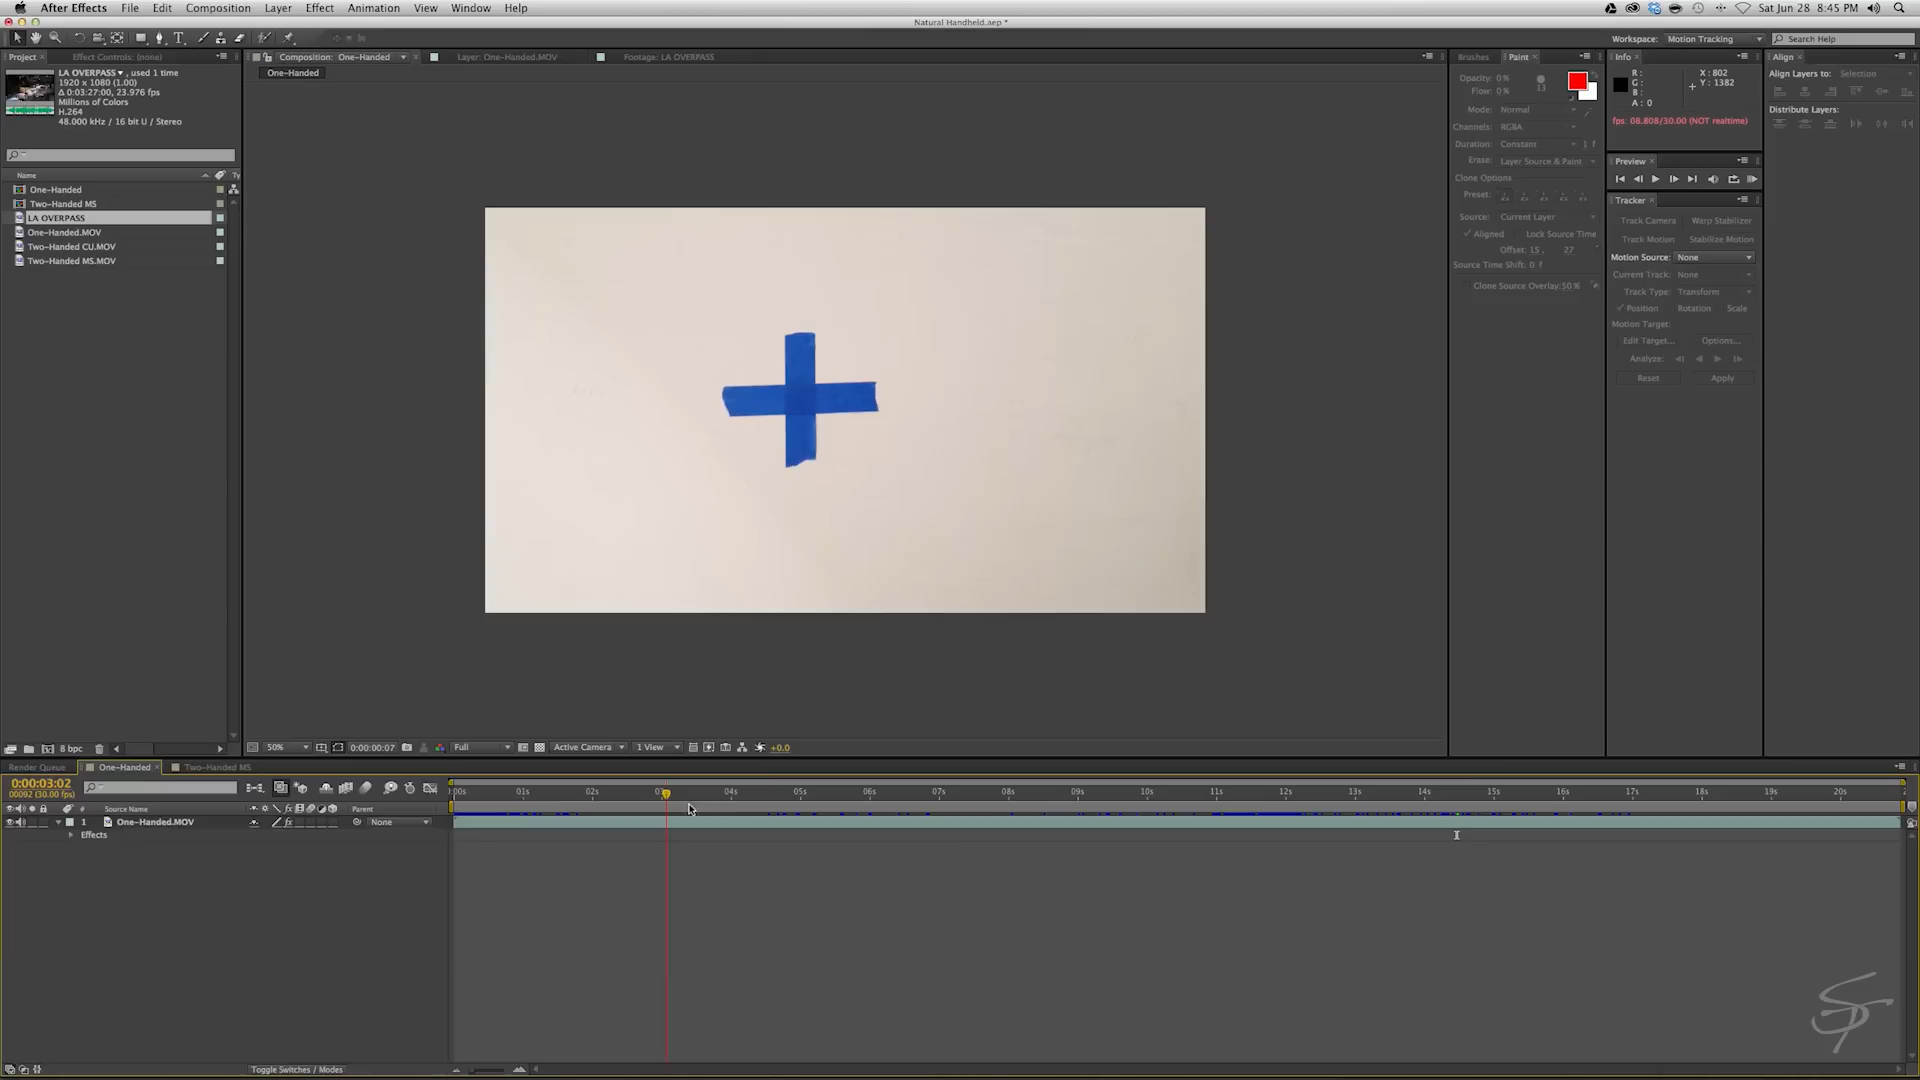 After Effects File Edit Composition Layer Effect Animation View Window Help
Sat Jun 28 8:45 PM
Natural Handheld.aep *
Workspace: Motion Tracking
Search Help
Project
Effect Controls: (none)
LA OVERPASS , used 1 time
1920 x 1080 (1.00)
Δ 0:03:27:00, 23.976 fps
Millions of Colors
H.264
48.000 kHz / 16 bit U / Stereo
Name
Ty
One-Handed
Two-Handed MS
LA OVERPASS
One-Handed.MOV
Two-Handed CU.MOV
Two-Handed MS.MOV
8 bpc
Composition: One-Handed
Layer: One-Handed.MOV
Footage: LA OVERPASS
One-Handed
50%
0:00:00:07
Full
Active Camera
1 View
+0.0
Brushes
Paint
Opacity: 0 %
Flow: 0 %
13
Mode: Normal
Channels: RGBA
Duration: Constant
1 f
Erase: Layer Source & Paint
Clone Options
Preset:
Source: Current Layer
Aligned
Lock Source Time
Offset: 15 , 27
Source Time Shift: 0 f
Clone Source Overlay: 50 %
Info
R :
G :
B :
A : 0
X : 802
Y : 1382
fps: 08.808/30.00 (NOT realtime)
Preview
Tracker
Track Camera
Warp Stabilizer
Track Motion
Stabilize Motion
Motion Source: None
Current Track: None
Track Type: Transform
Position
Rotation
Scale
Motion Target:
Edit Target...
Options...
Analyze:
Reset
Apply
Align
Align Layers to: Selection
Distribute Layers:
Render Queue
One-Handed
Two-Handed MS
0:00:03:02
00092 (30.00 fps)
#
Source Name
Parent
1
One-Handed.MOV
None
Effects
:00s 01s 02s 04s 05s 06s 07s 08s 09s 10s 11s 12s 13s 14s 15s 16s 17s 18s 19s 20s
Toggle Switches / Modes